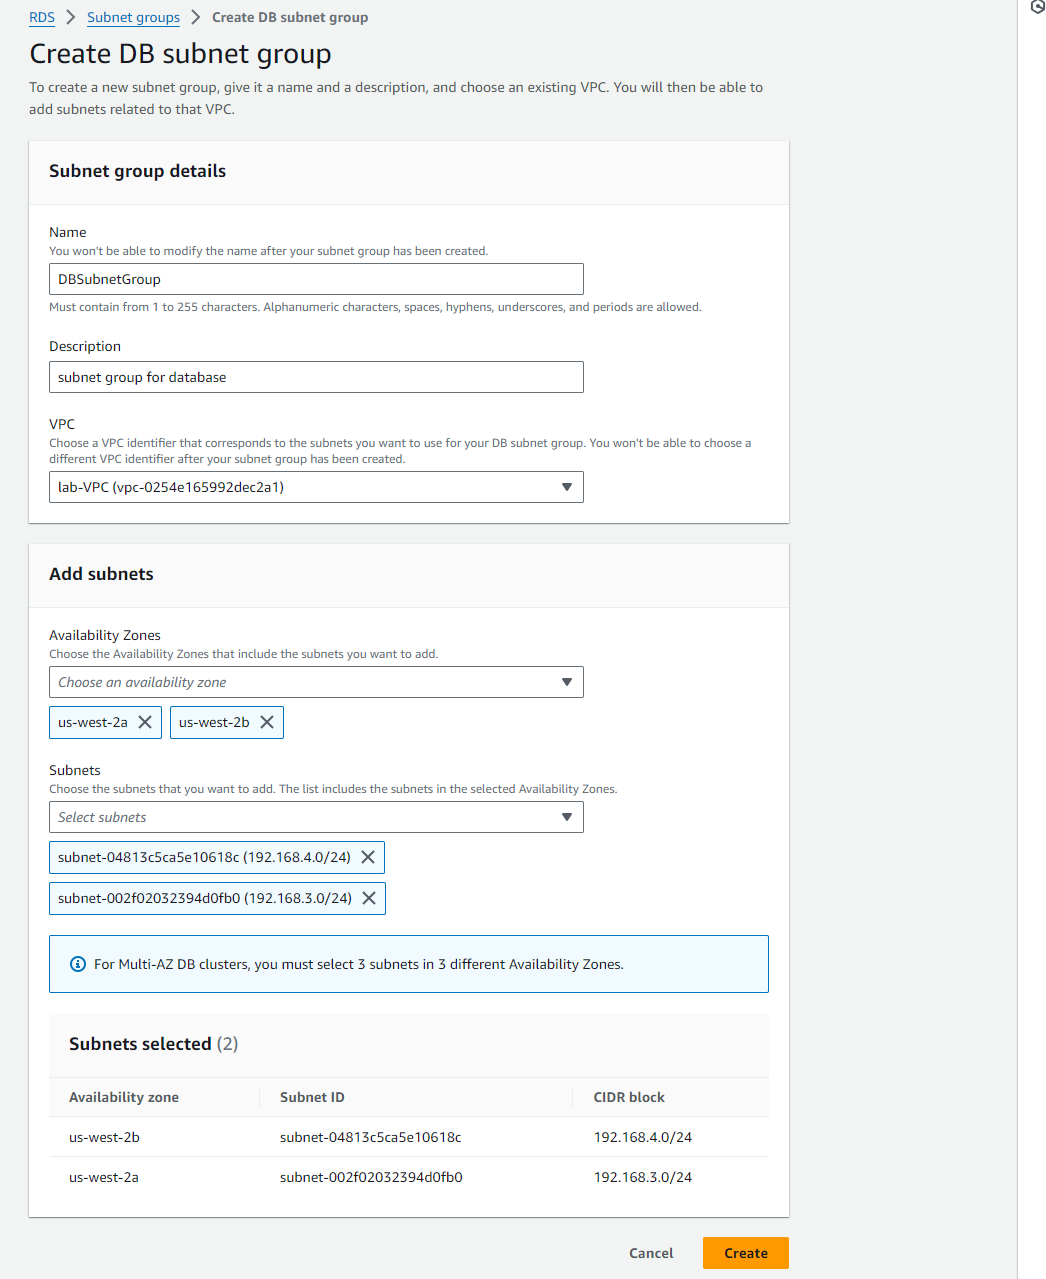 RDS > Subnet groups > Create DB subnet group
Create DB subnet group
To create a new subnet group, give it a name and a description, and choose an existing VPC. You will then be able to
add subnets related to that VPC.
Subnet group details
Name
You won't be able to modify the name after your subnet group has been created.
DBSubnetGroup
Must contain from 1 to 255 characters. Alphanumeric characters, spaces, hyphens, underscores, and periods are allowed.
Description
subnet group for database
VPC
Choose a VPC identifier that corresponds to the subnets you want to use for your DB subnet group. You won't be able to choose a
different VPC identifier after your subnet group has been created.
lab-VPC (vpc-0254e165992dec2a1)
Add subnets
Availability Zones
Choose the Availability Zones that include the subnets you want to add.
Choose an availability zone
us-west-2a us-west-2b
Subnets
Choose the subnets that you want to add. The list includes the subnets in the selected Availability Zones.
Select subnets
subnet-04813c5ca5e10618c (192.168.4.0/24)
subnet-002f02032394d0fb0 (192.168.3.0/24)
For Multi-AZ DB clusters, you must select 3 subnets in 3 different Availability Zones.
Subnets selected (2)
Availability zone Subnet ID CIDR block
us-west-2b subnet-04813c5ca5e10618c 192.168.4.0/24
us-west-2a subnet-002f02032394d0fb0 192.168.3.0/24
Cancel Create